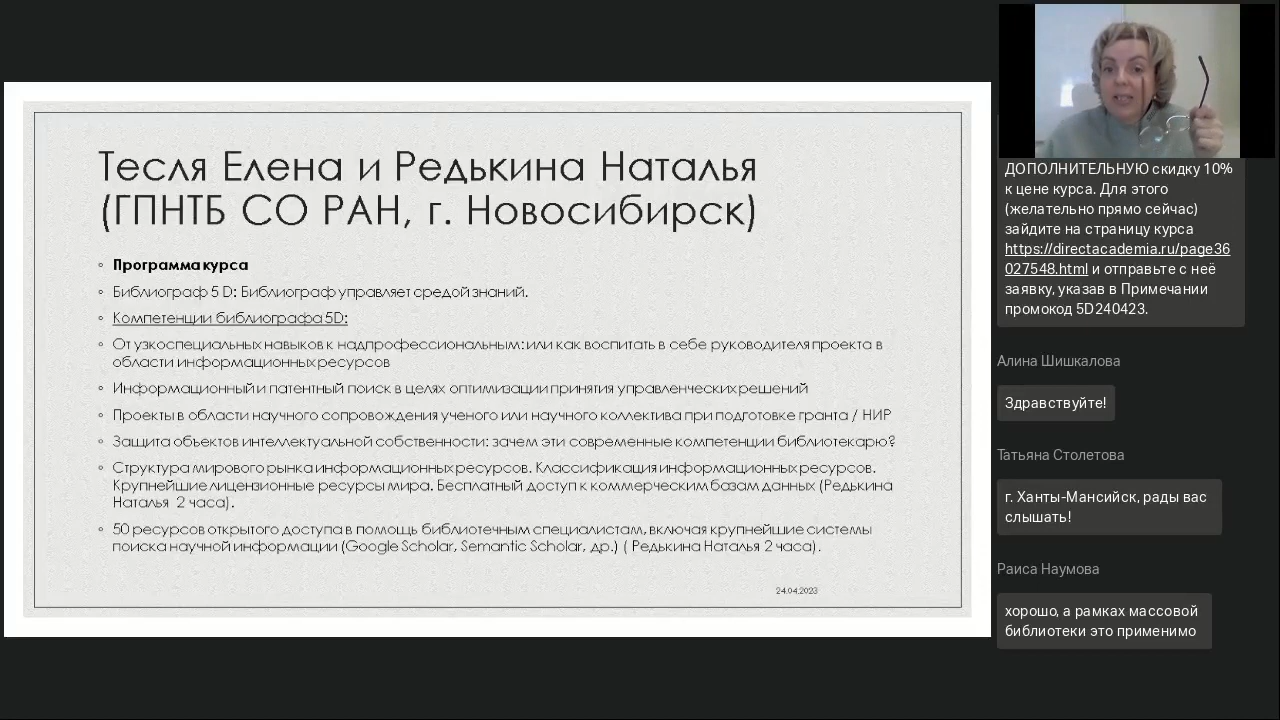 Тесля Елена и Редькина Наталья
(ГПНТБ СО РАН, г. Новосибирск)
◦ Программа курса
◦ Библиограф 5 D: Библиограф управляет средой знаний.
◦ Компетенции библиографа 5D:
◦ От узкоспециальных навыков к надпрофессиональным: или как воспитать в себе руководителя проекта в
области информационных ресурсов
◦ Информационный и патентный поиск в целях оптимизации принятия управленческих решений
◦ Проекты в области научного сопрождения ученого или научного коллектива при подготовке гранта / НИР
◦ Защита объектов интеллектуальной собственности: зачем эти современные компетенции библиотекарю?
◦ Структура мирового рынка информационных ресурсов. Классификация информационных ресурсов.
Крупнейшие лицензионные ресурсы мира. Бесплатный доступ к коммерческим базам данных (Редькина
Наталья 2 часа).
◦ 50 ресурсов открытого доступа в помощь библиотечным специалистам, включая крупнейшие системы
поиска научной информации (Google Scholar, Semantic Scholar, др.) ( Редькина Наталья 2 часа).
24.04.2023
ДОПОЛНИТЕЛЬНУЮ скидку 10%
к цене курса. Для этого
(желательно прямо сейчас)
зайдите на страницу курса
https://directacademia.ru/page36
027548.html и отправьте с неё
заявку, указав в Примечании
промокод 5D240423.
Алина Шишкалова
Здравствуйте!
Татьяна Столетова
г. Ханты-Мансийск, рады вас
слышать!
Раиса Наумова
хорошо, а рамках массовой
библиотеки это применимо